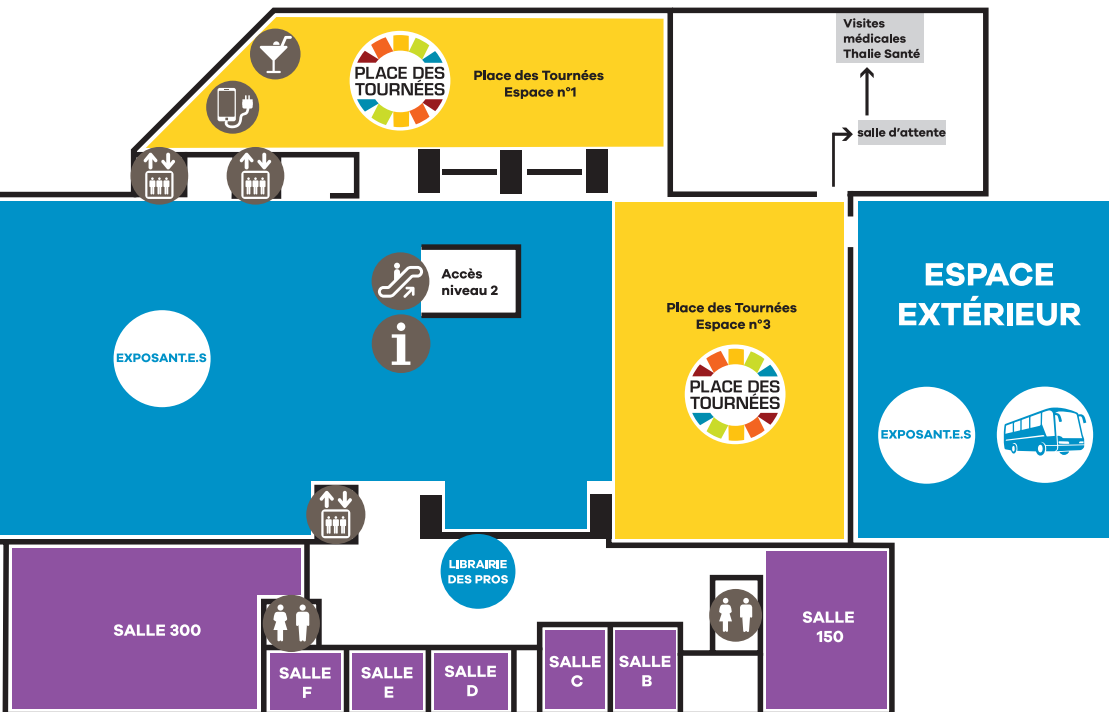 Visites
médicales
Thalie Santé
PLACE DES
TOURNÉES
Place des Tournées
Espace n°1
salle d'attente
Accès
niveau 2
i
EXPOSANT.E.S
Place des Tournées
Espace n°3
PLACE DES
TOURNÉES
ESPACE
EXTÉRIEUR
EXPOSANT.E.S
LIBRAIRIE
DES PROS
SALLE 300
SALLE
150
SALLE
F
SALLE
E
SALLE
D
SALLE
C
SALLE
B